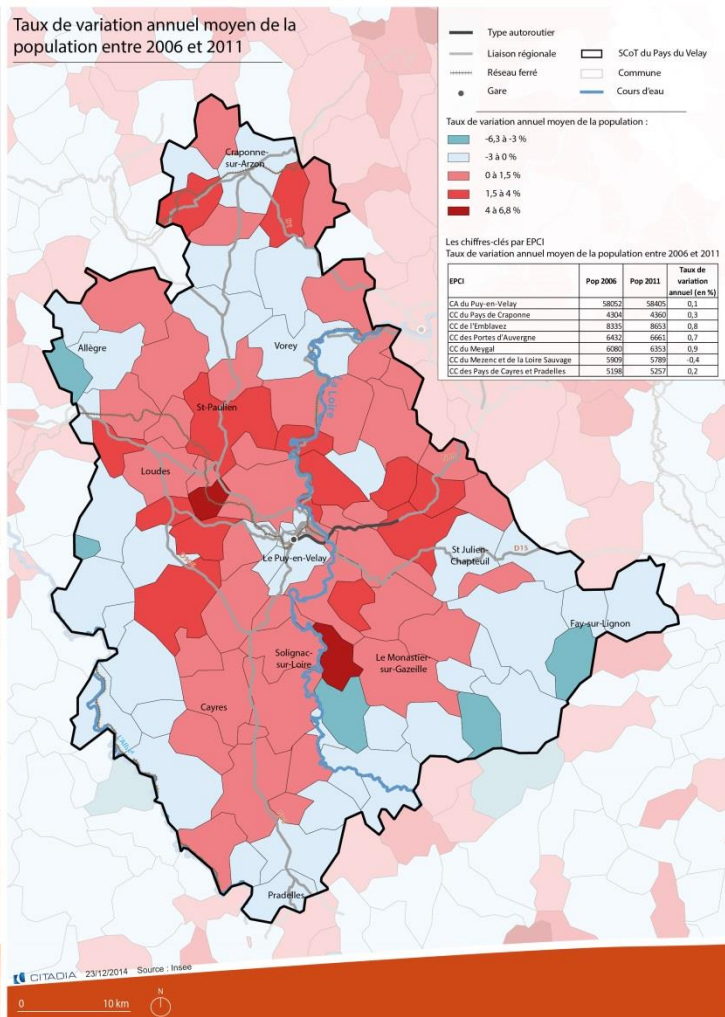 Taux de variation annuel moyen de la
population entre 2006 et 2011
Type autoroutier
Liaison régionale
SCoT du Pays du Velay
Réseau ferré
Commune
Gare
Cours d'eau
Taux de variation annuel moyen de la population :
-6,3 à -3 %
-3 à 0 %
0 à 1,5 %
1,5 à 4 %
4 à 6,8 %
Les chiffres-clés par EPCI
Taux de variation annuel moyen de la population entre 2006 et 2011
EPCI Pop 2006 Pop 2011 Taux de variation annuel (en %)
CA du Puy-en-Velay 58052 58405 0,1
CC du Pays de Craponne 4304 4360 0,3
CC de l'Emblavez 8335 8653 0,8
CC des Portes d'Auvergne 6432 6661 0,7
CC du Meygal 6080 6353 0,9
CC du Mezenc et de la Loire Sauvage 5909 5789 -0,4
CC des Pays de Cayres et Pradelles 5198 5257 0,2
Craponne-
sur-Arzon
Allègre
Vorey
La Loire
St-Paulien
Loudes
Le Puy-en-Velay
St Julien-
Chapteuil
D15
Fay-sur-Lignon
Solignac-
sur-Loire
Le Monastier-
sur-Gazeille
Cayres
L'Allier
Pradelles
CITADIA 23/12/2014 Source : Insee
0 10 km
N